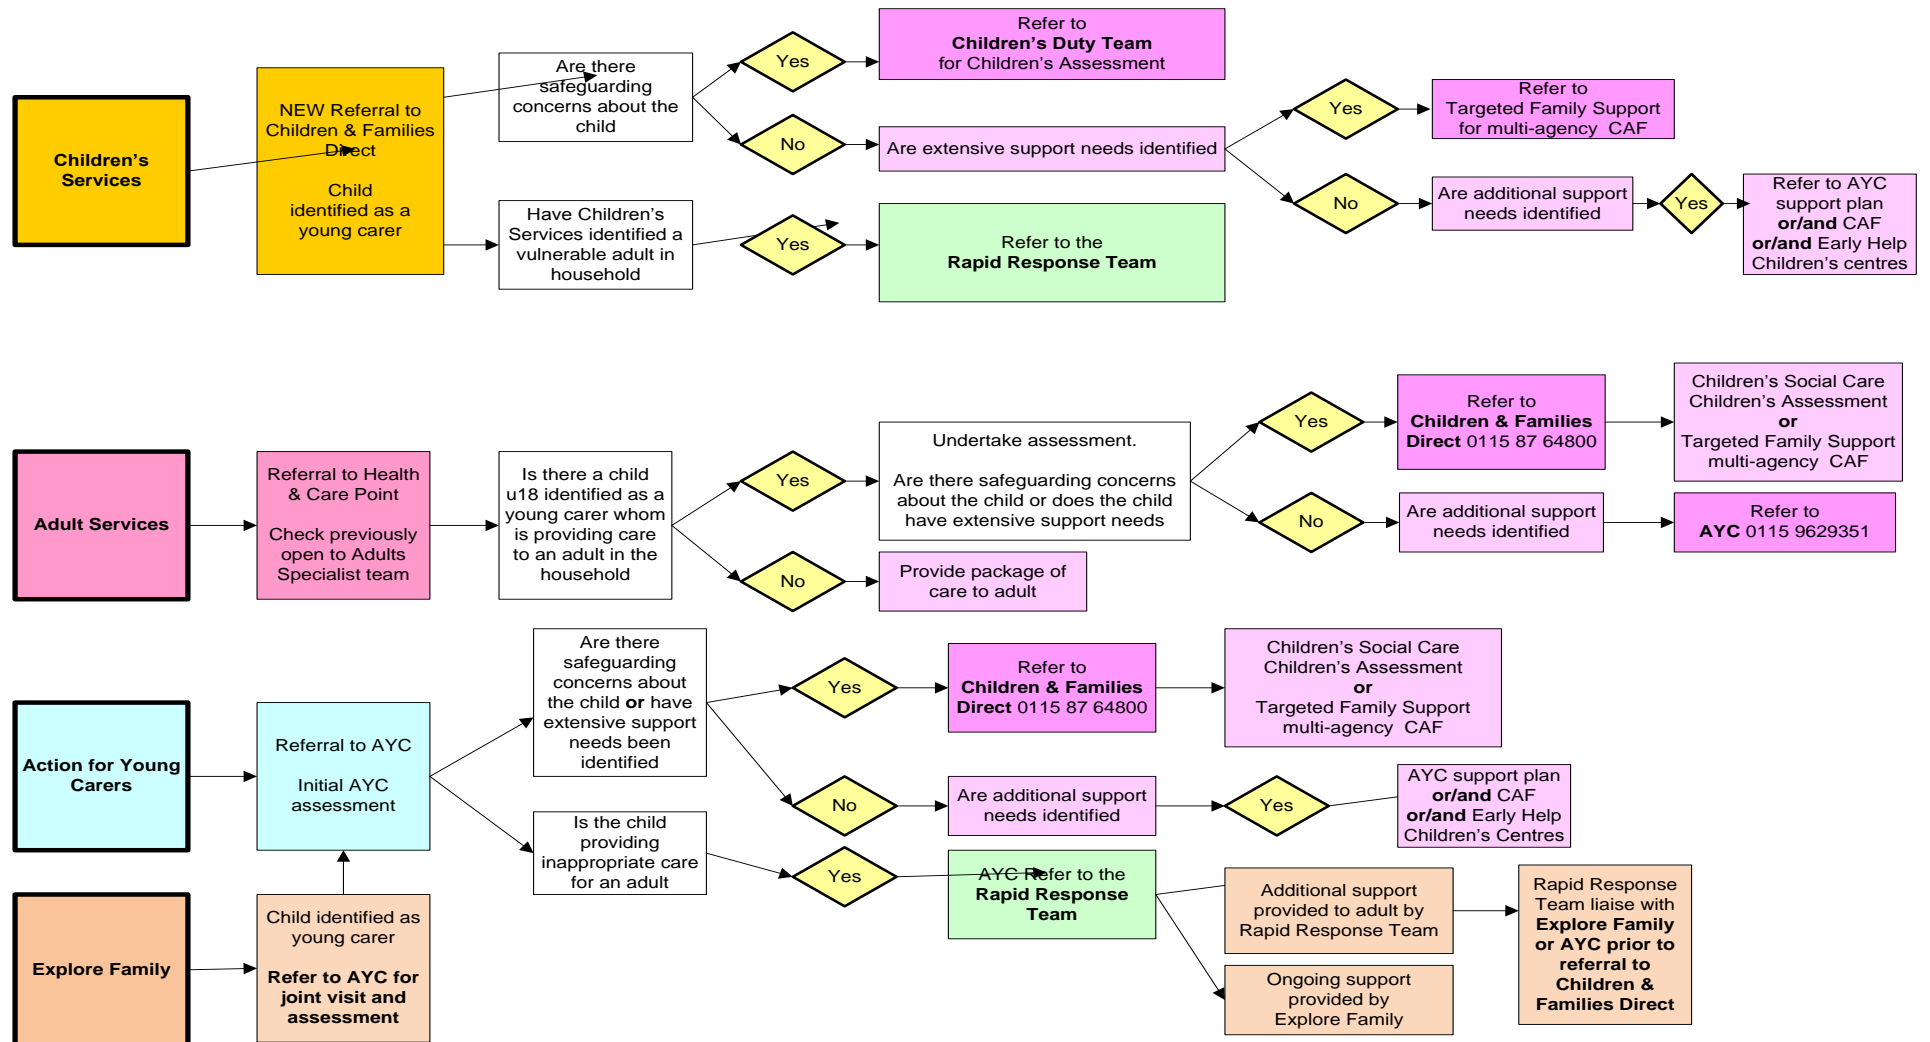 Children's
Services
NEW Referral to
Children & Families
Direct
Child
identified as a
young carer
Are there
safeguarding
concerns about the
child
Yes
Refer to
Children's Duty Team
for Children's Assessment
No
Are extensive support needs identified
Yes
Refer to
Targeted Family Support
for multi-agency CAF
No
Are additional support
needs identified
Yes
Refer to AYC
support plan
or/and CAF
or/and Early Help
Children's centres
Have Children's
Services identified a
vulnerable adult in
household
Yes
Refer to the
Rapid Response Team
Adult Services
Referral to Health
& Care Point
Check previously
open to Adults
Specialist team
Is there a child
u18 identified as a
young carer whom
is providing care
to an adult in the
household
Yes
Undertake assessment.
Are there safeguarding concerns
about the child or does the child
have extensive support needs
Yes
Refer to
Children & Families
Direct 0115 87 64800
Children's Social Care
Children's Assessment
or
Targeted Family Support
multi-agency CAF
No
Are additional support
needs identified
Refer to
AYC 0115 9629351
No
Provide package of
care to adult
Action for Young
Carers
Referral to AYC
Initial AYC
assessment
Are there
safeguarding
concerns about
the child or have
extensive support
needs been
identified
Yes
Refer to
Children & Families
Direct 0115 87 64800
Children's Social Care
Children's Assessment
or
Targeted Family Support
multi-agency CAF
No
Are additional support
needs identified
Yes
AYC support plan
or/and CAF
or/and Early Help
Children's Centres
Is the child
providing
inappropriate care
for an adult
Yes
AYC Refer to the
Rapid Response
Team
Additional support
provided to adult by
Rapid Response Team
Rapid Response
Team liaise with
Explore Family
or AYC prior to
referral to
Children &
Families Direct
Ongoing support
provided by
Explore Family
Explore Family
Child identified as
young carer
Refer to AYC for
joint visit and
assessment